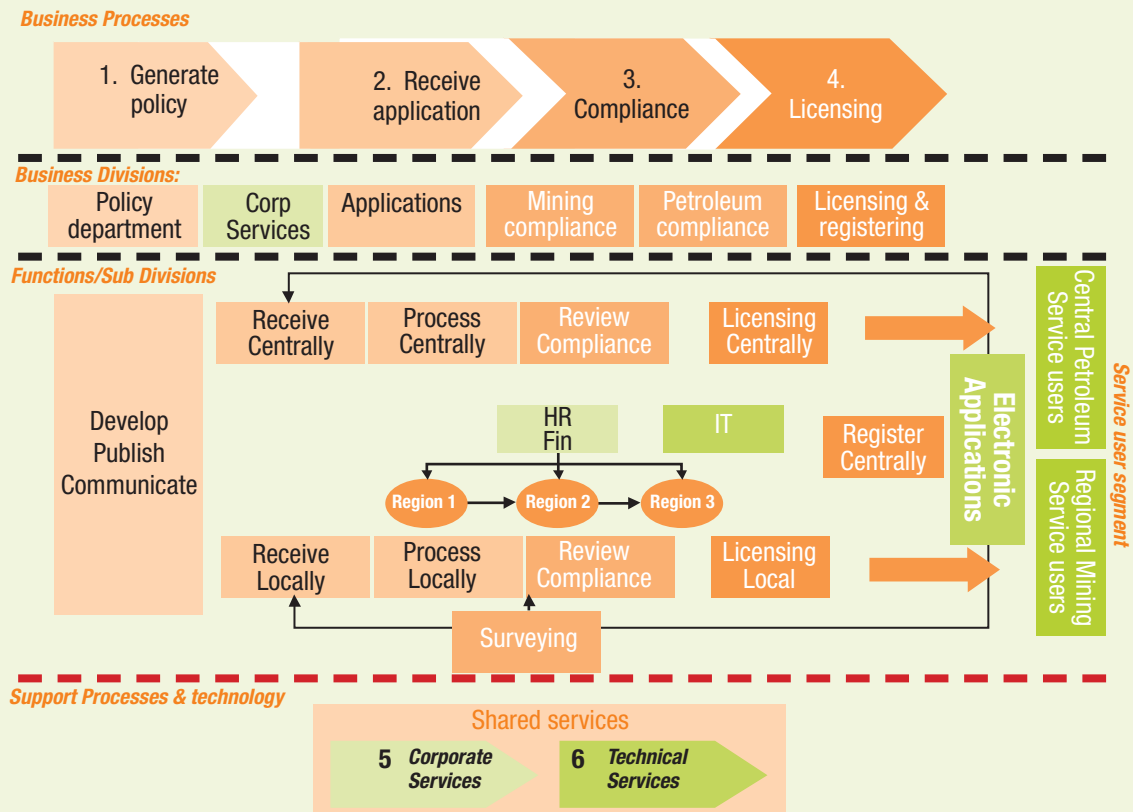 Business Processes
1. Generate
policy
2. Receive
application
3.
Compliance
4.
Licensing
Business Divisions:
Policy
department
Corp
Services
Applications
Mining
compliance
Petroleum
compliance
Licensing &
registering
Functions/Sub Divisions
Develop
Publish
Communicate
Receive
Centrally
Process
Centrally
Review
Compliance
Licensing
Centrally
HR
Fin
IT
Register
Centrally
Region 1
Region 2
Region 3
Receive
Locally
Process
Locally
Review
Compliance
Licensing
Local
Surveying
Electronic
Applications
Central Petroleum
Service users
Regional Mining
Service users
Service user segment
Support Processes & technology
Shared services
5 Corporate
Services
6 Technical
Services